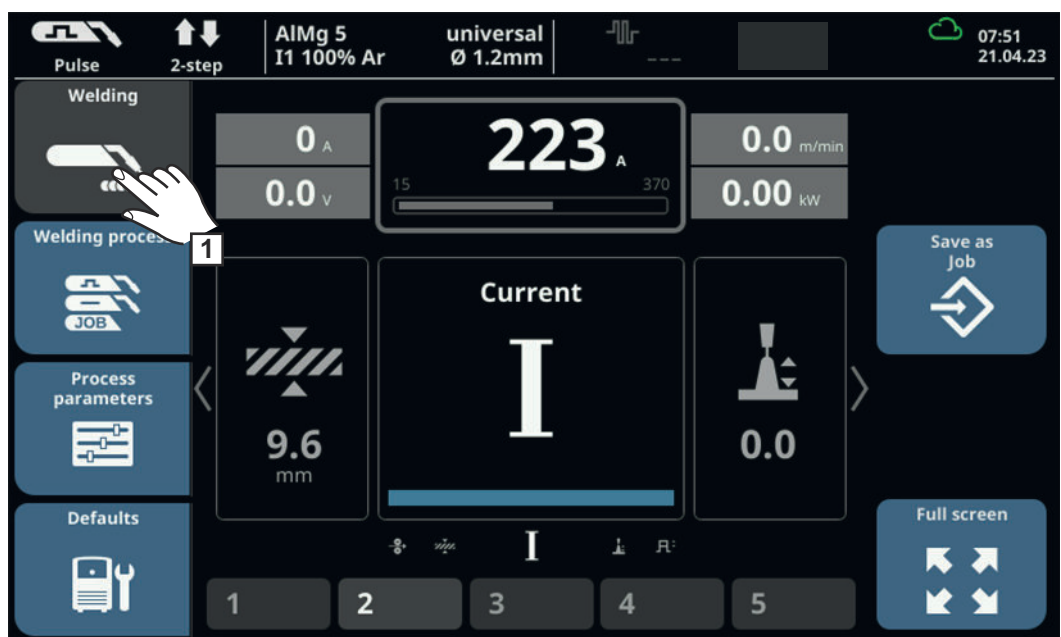 Pulse
2-step
AlMg 5
I1 100% Ar
universal
Ø 1.2mm
---
07:51
21.04.23
Welding
0 A
0.0 V
223 A
15
370
0.0 m/min
0.00 kW
1
Welding
JOB
Process
parameters
Defaults
9.6
mm
Current
I
0.0
I
1
2
3
4
5
Save as
Job
Full screen